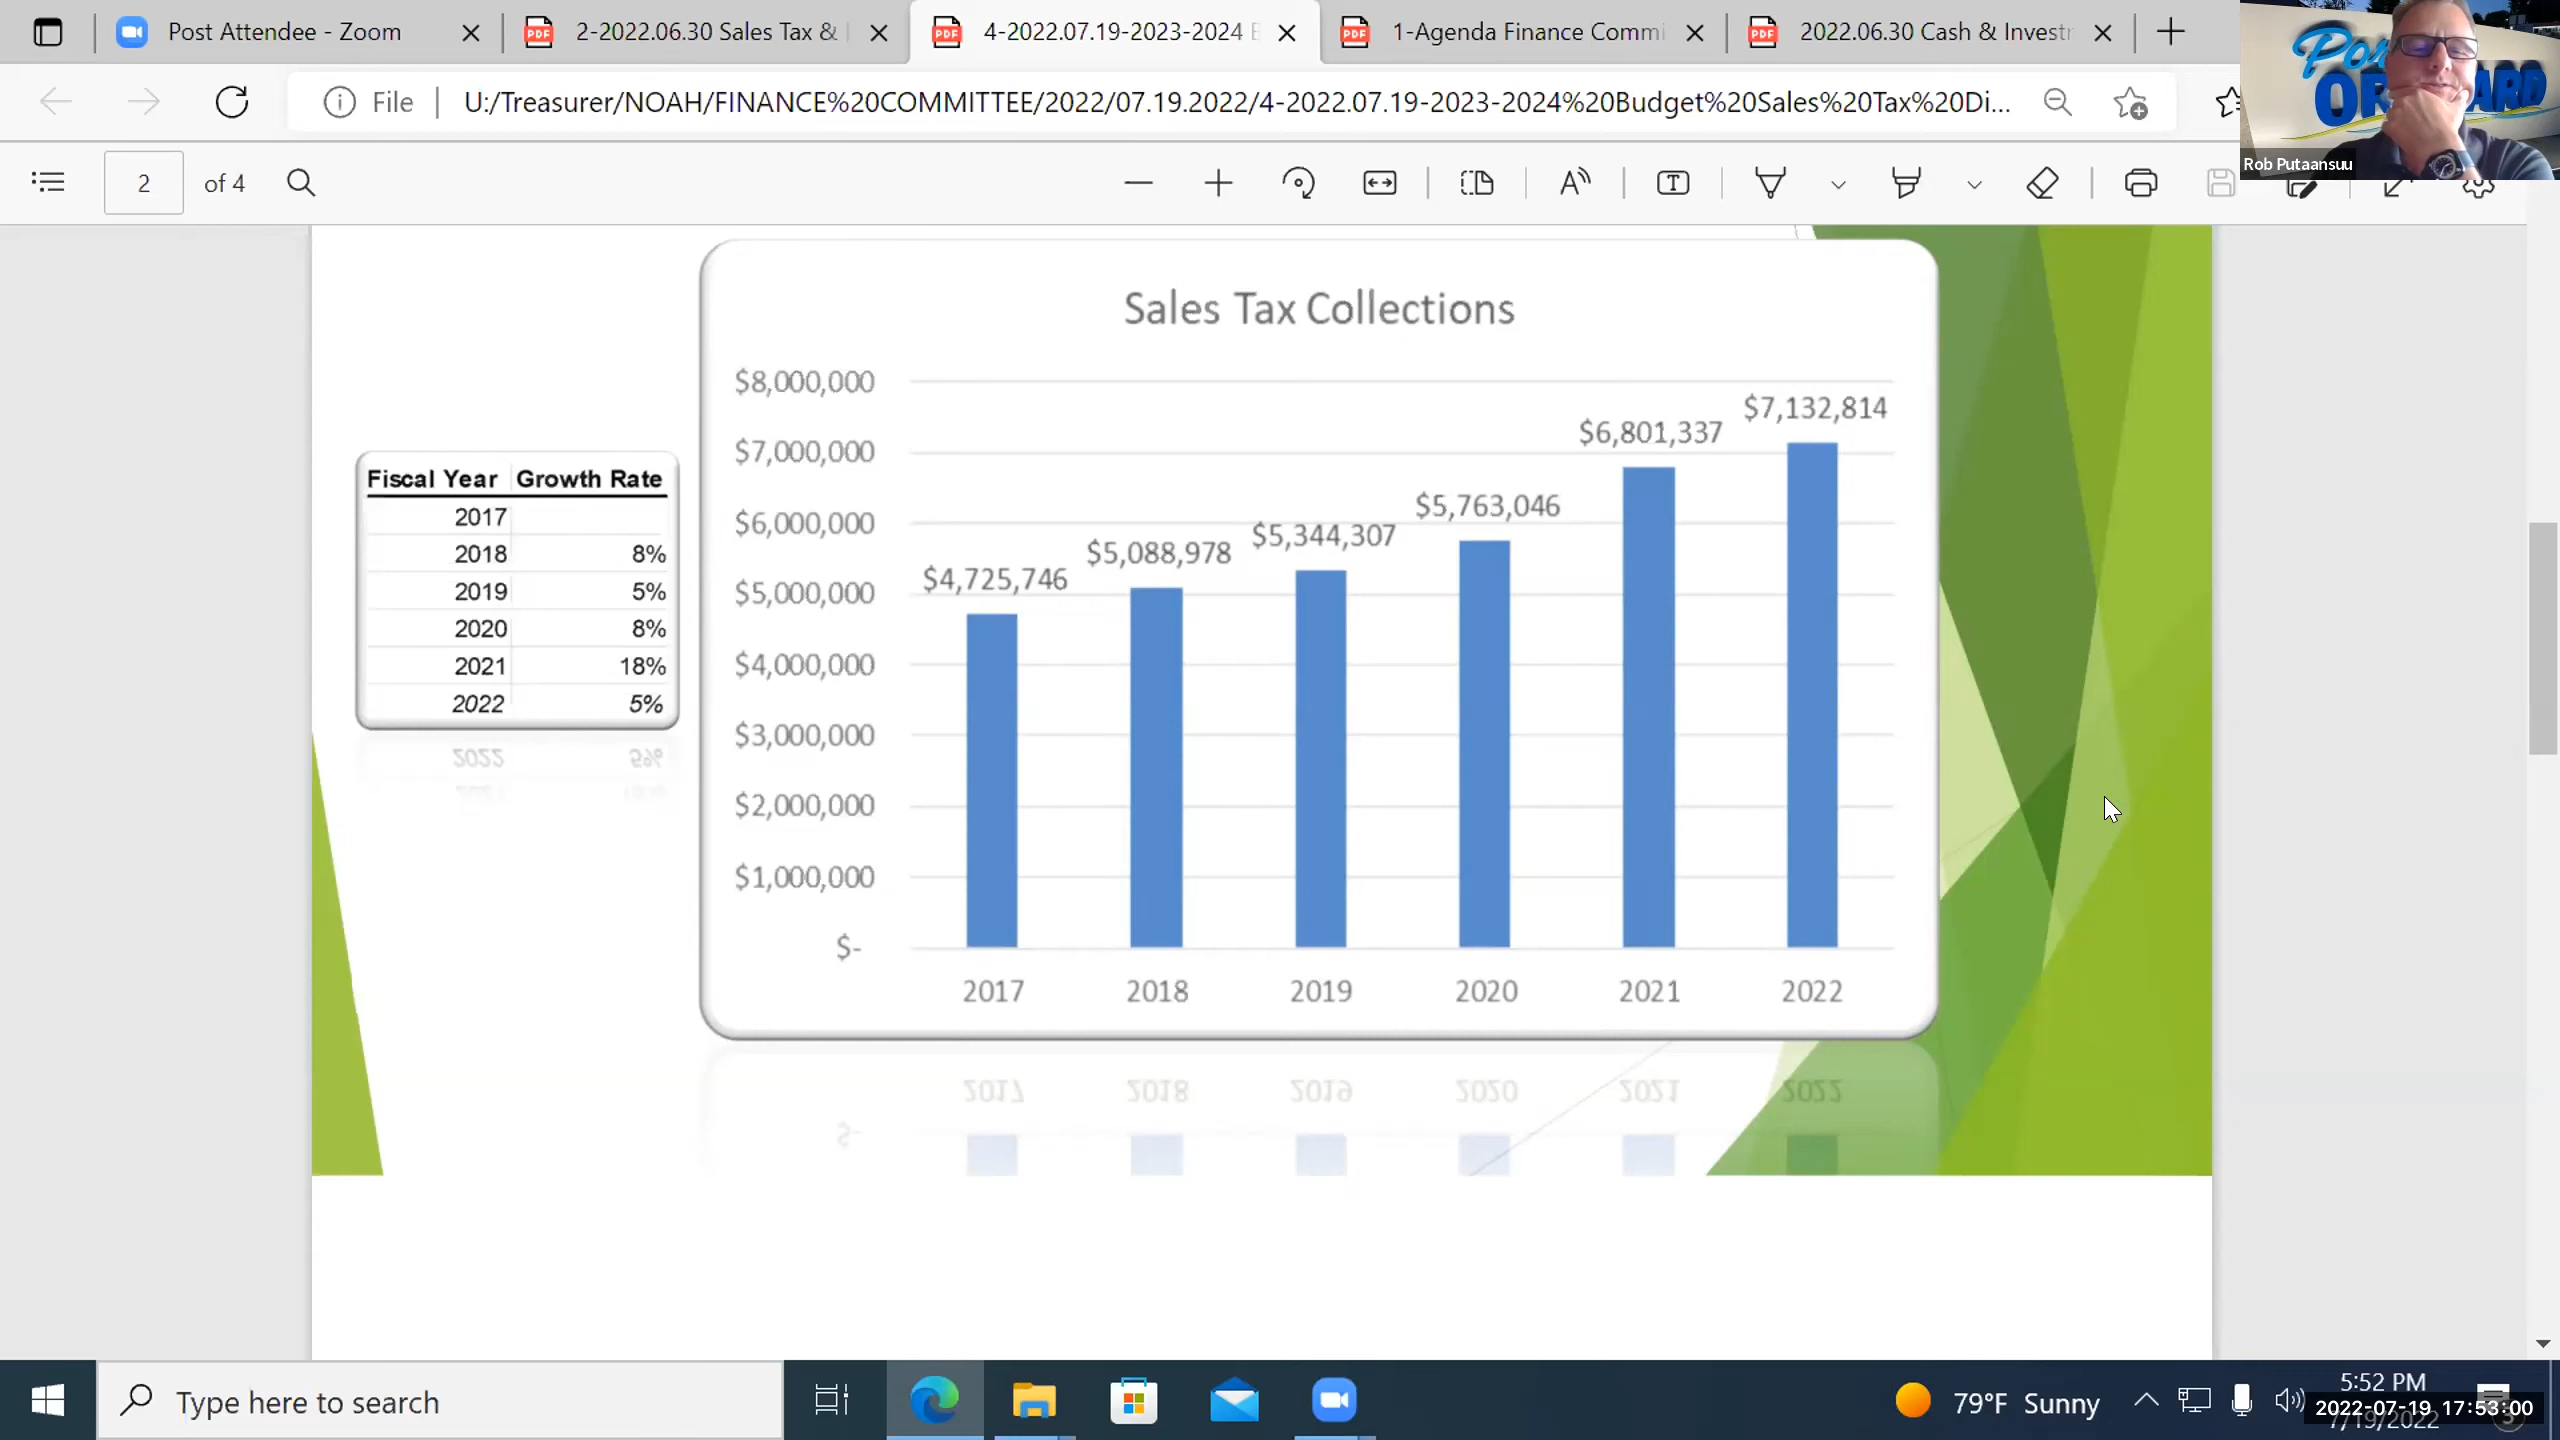 Post Attendee - Zoom
2-2022.06.30 Sales Tax &
4-2022.07.19-2023-2024
1-Agenda Finance Commi
2022.06.30 Cash & Invest
File
U:/Treasurer/NOAH/FINANCE%20COMMITTEE/2022/07.19.2022/4-2022.07.19-2023-2024%20Budget%20Sales%20Tax%20Di...
ORCHARD
Rob Putaansuu
2 of 4
Sales Tax Collections
$8,000,000
$7,000,000
$6,000,000
$5,000,000
$4,000,000
$3,000,000
$2,000,000
$1,000,000
$-
$4,725,746
$5,088,978
$5,344,307
$5,763,046
$6,801,337
$7,132,814
2017 2018 2019 2020 2021 2022
Fiscal Year Growth Rate
2017
2018 8%
2019 5%
2020 8%
2021 18%
2022 5%
Type here to search
79°F Sunny
5:52 PM
7/19/2022
2022-07-19 17:53:00